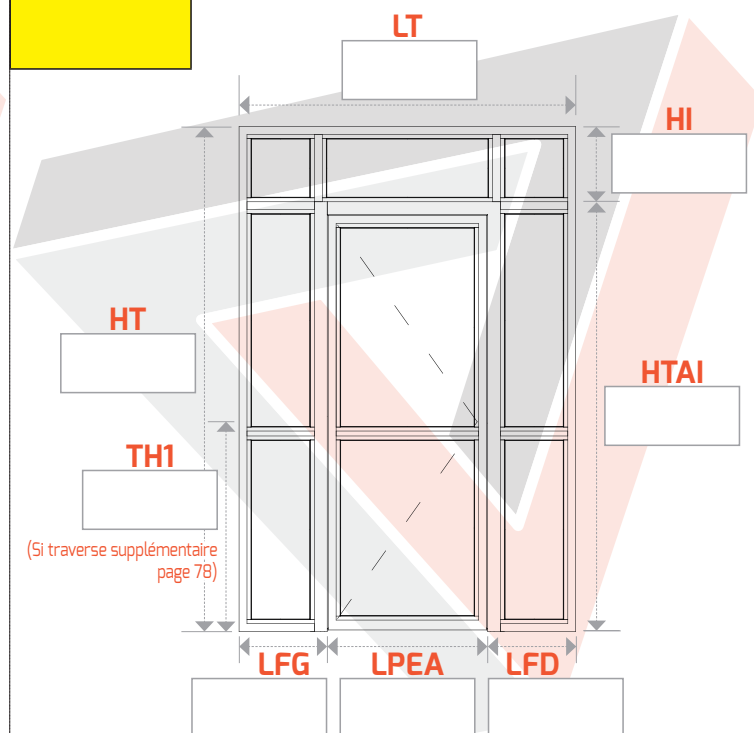 LT
HI
HT
HTAI
TH1
(Si traverse supplémentaire
page 78)
LFG
LPEA
LFD